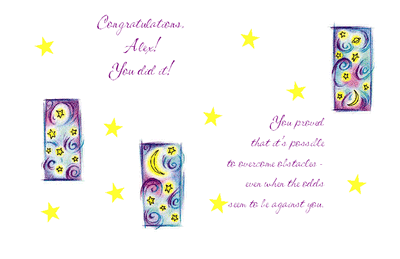 Congratulations,
Alex!
You did it!
You proved
that it's possible
to overcome obstacles -
even when the odds
seem to be against you.